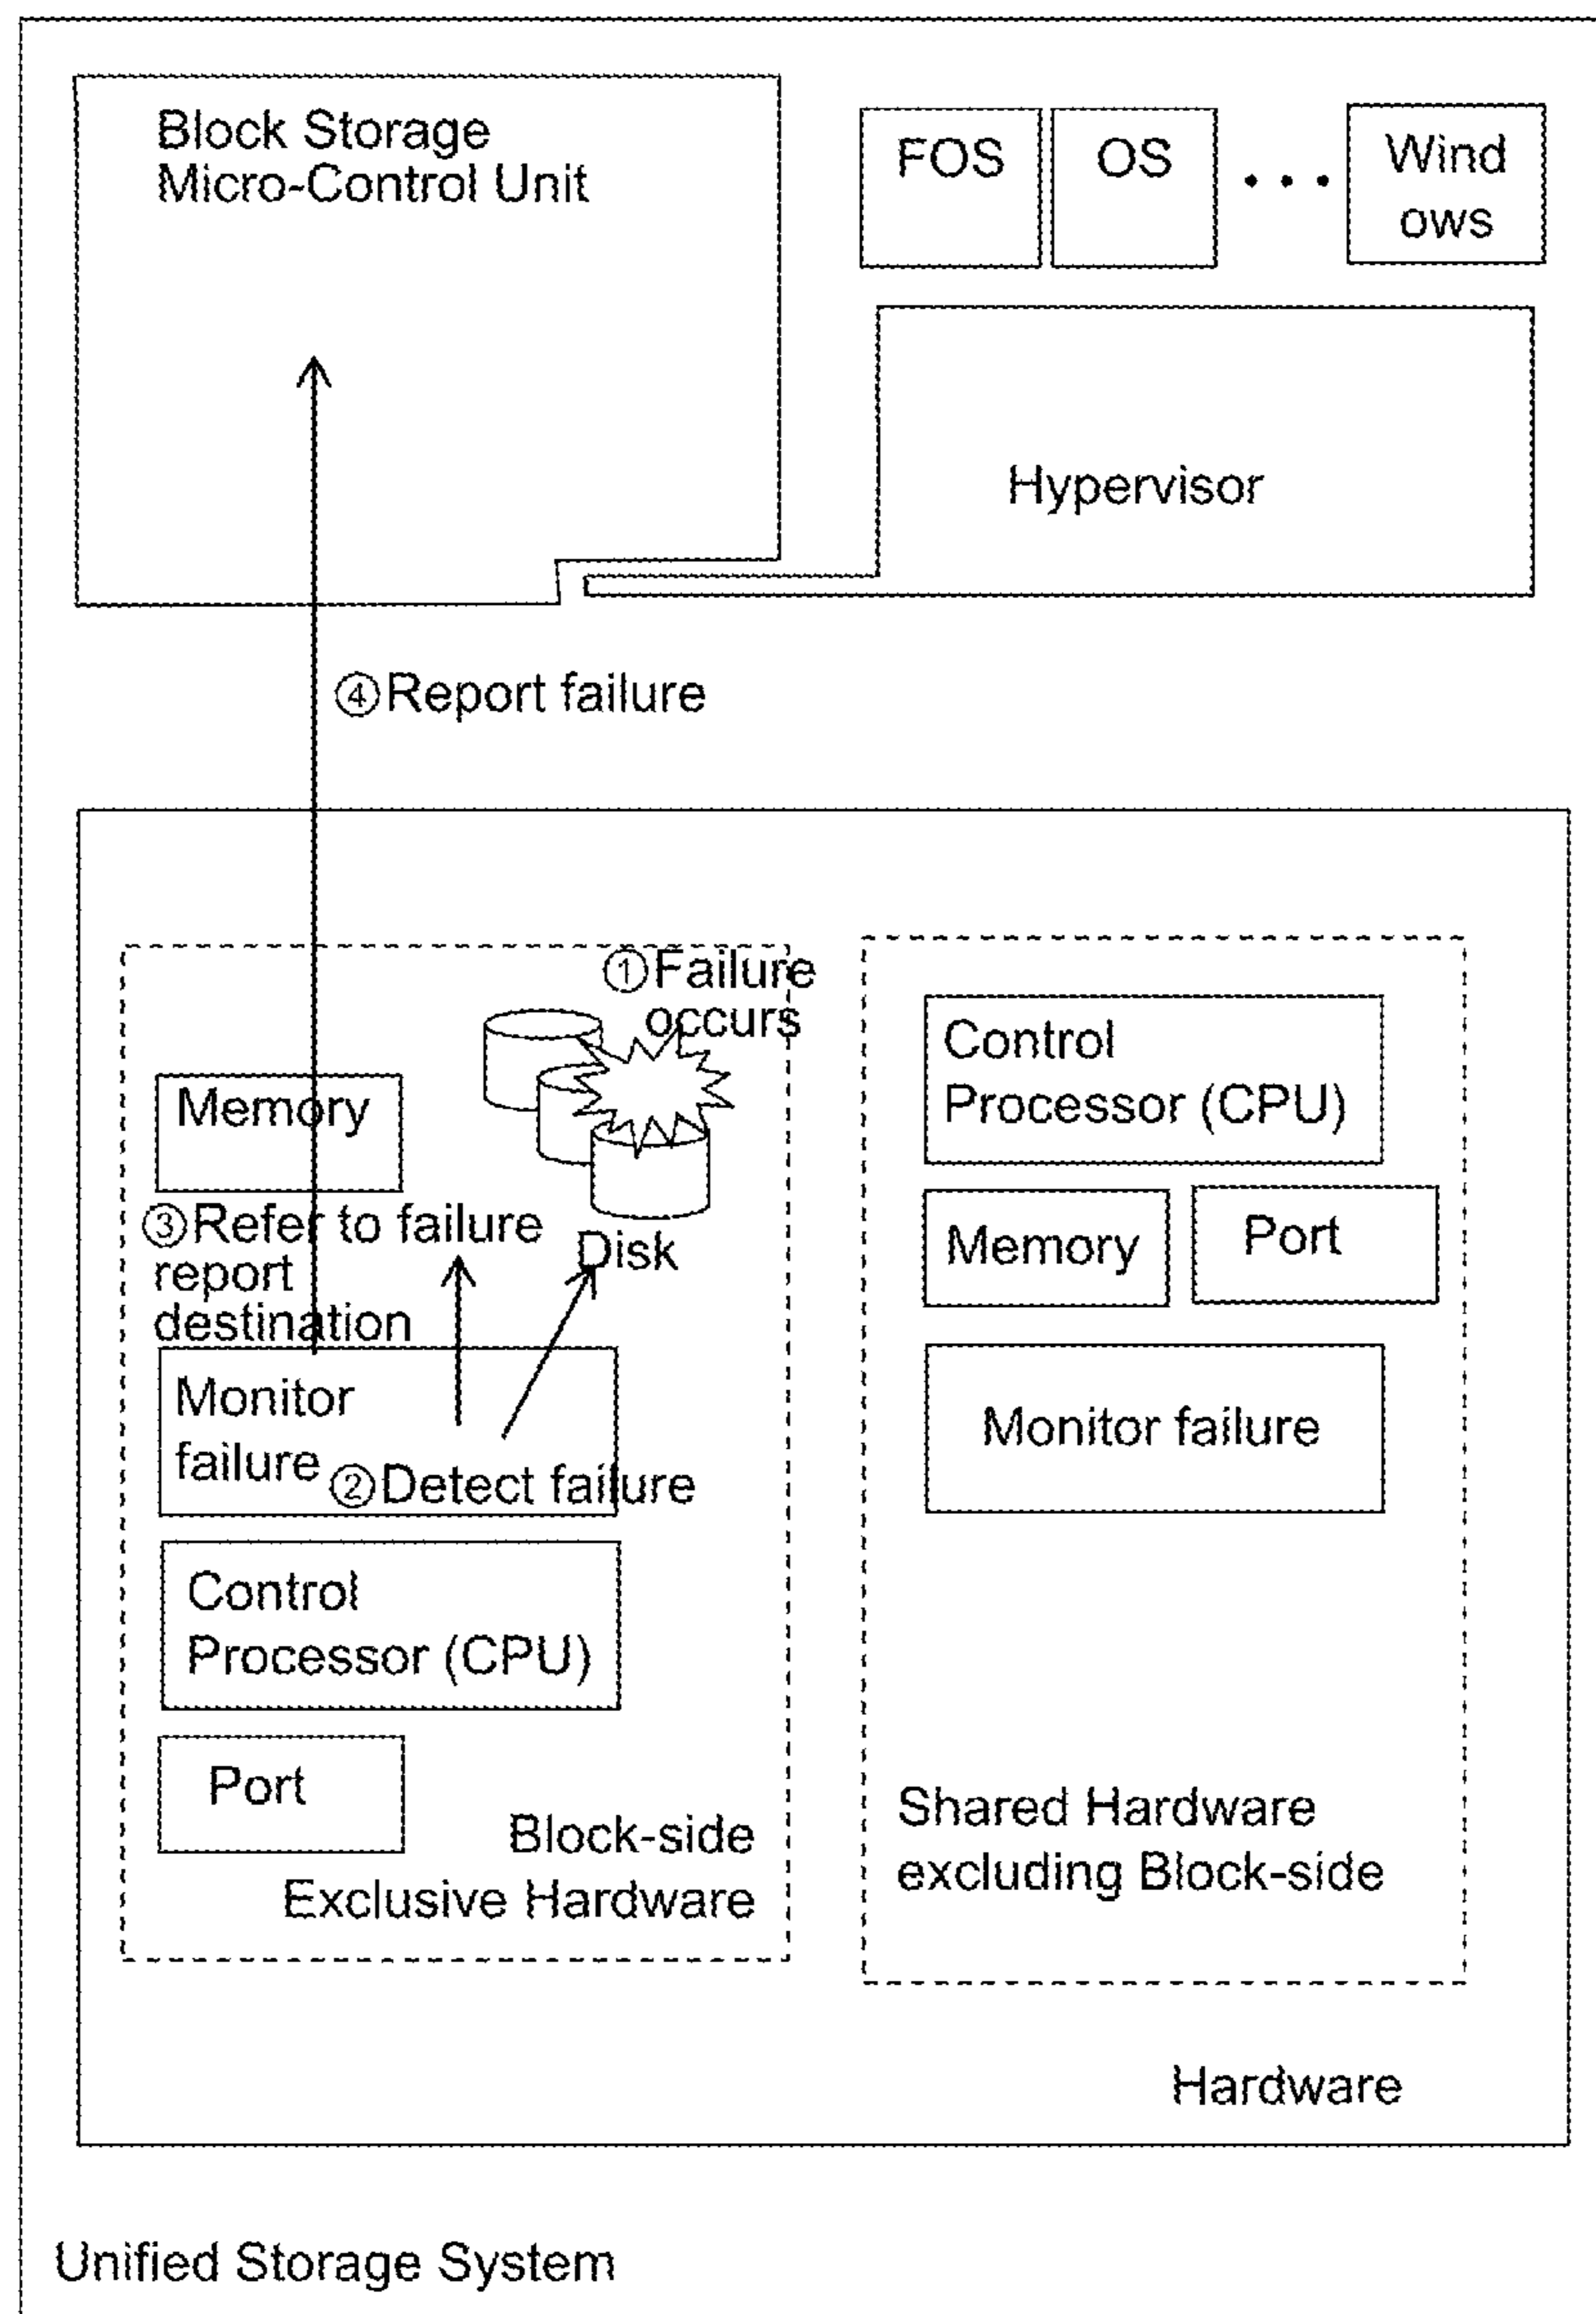 Block Storage
Micro-Control Unit
FOS
OS
• • •
Wind
ows
Hypervisor
④Report failure
①Failure
occurs
Memory
③Refer to failure
report
destination
Disk
Monitor
failure
②Detect failure
Control
Processor (CPU)
Port
Block-side
Exclusive Hardware
Control
Processor (CPU)
Memory
Port
Monitor failure
Shared Hardware
excluding Block-side
Hardware
Unified Storage System